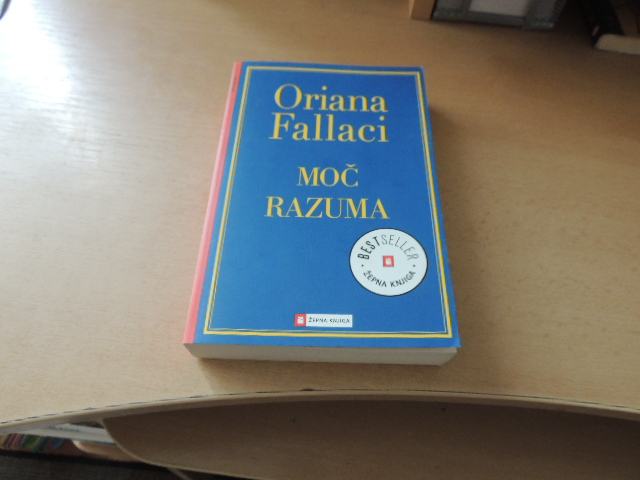 Oriana
Fallaci
MOČ
RAZUMA
BESTSELLER
ŽEPNA KNJIGA
ŽEPNA KNJIGA